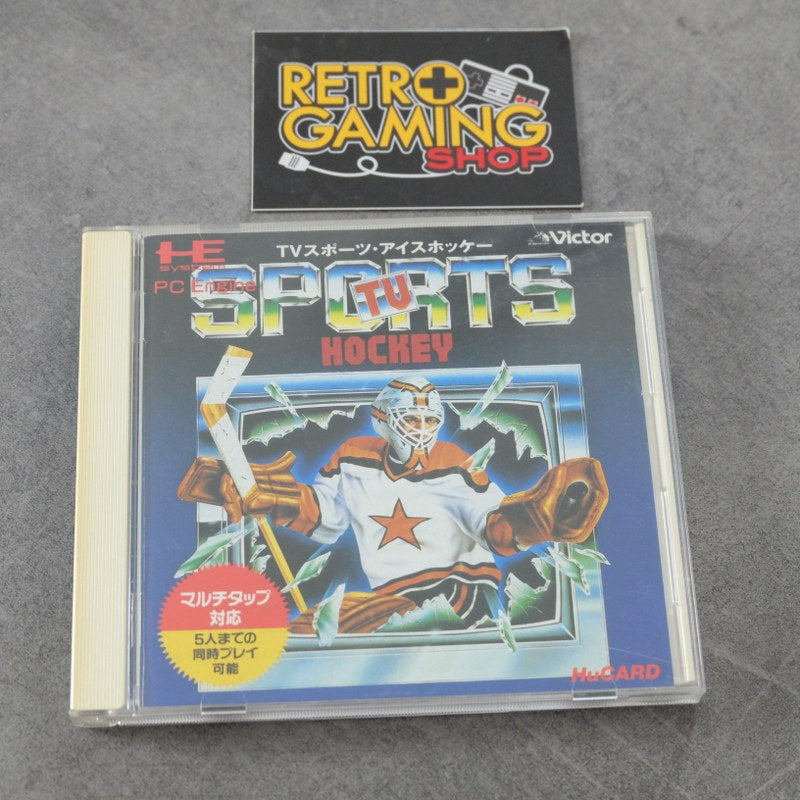 RETRO
GAMING
SHOP
HE
SYSTEM
PC Engine
TVスポーツ・アイスホッケー
Victor
SPORTS
TV
HOCKEY
マルチタップ
対応
5人までの
同時プレイ
可能
HuCARD